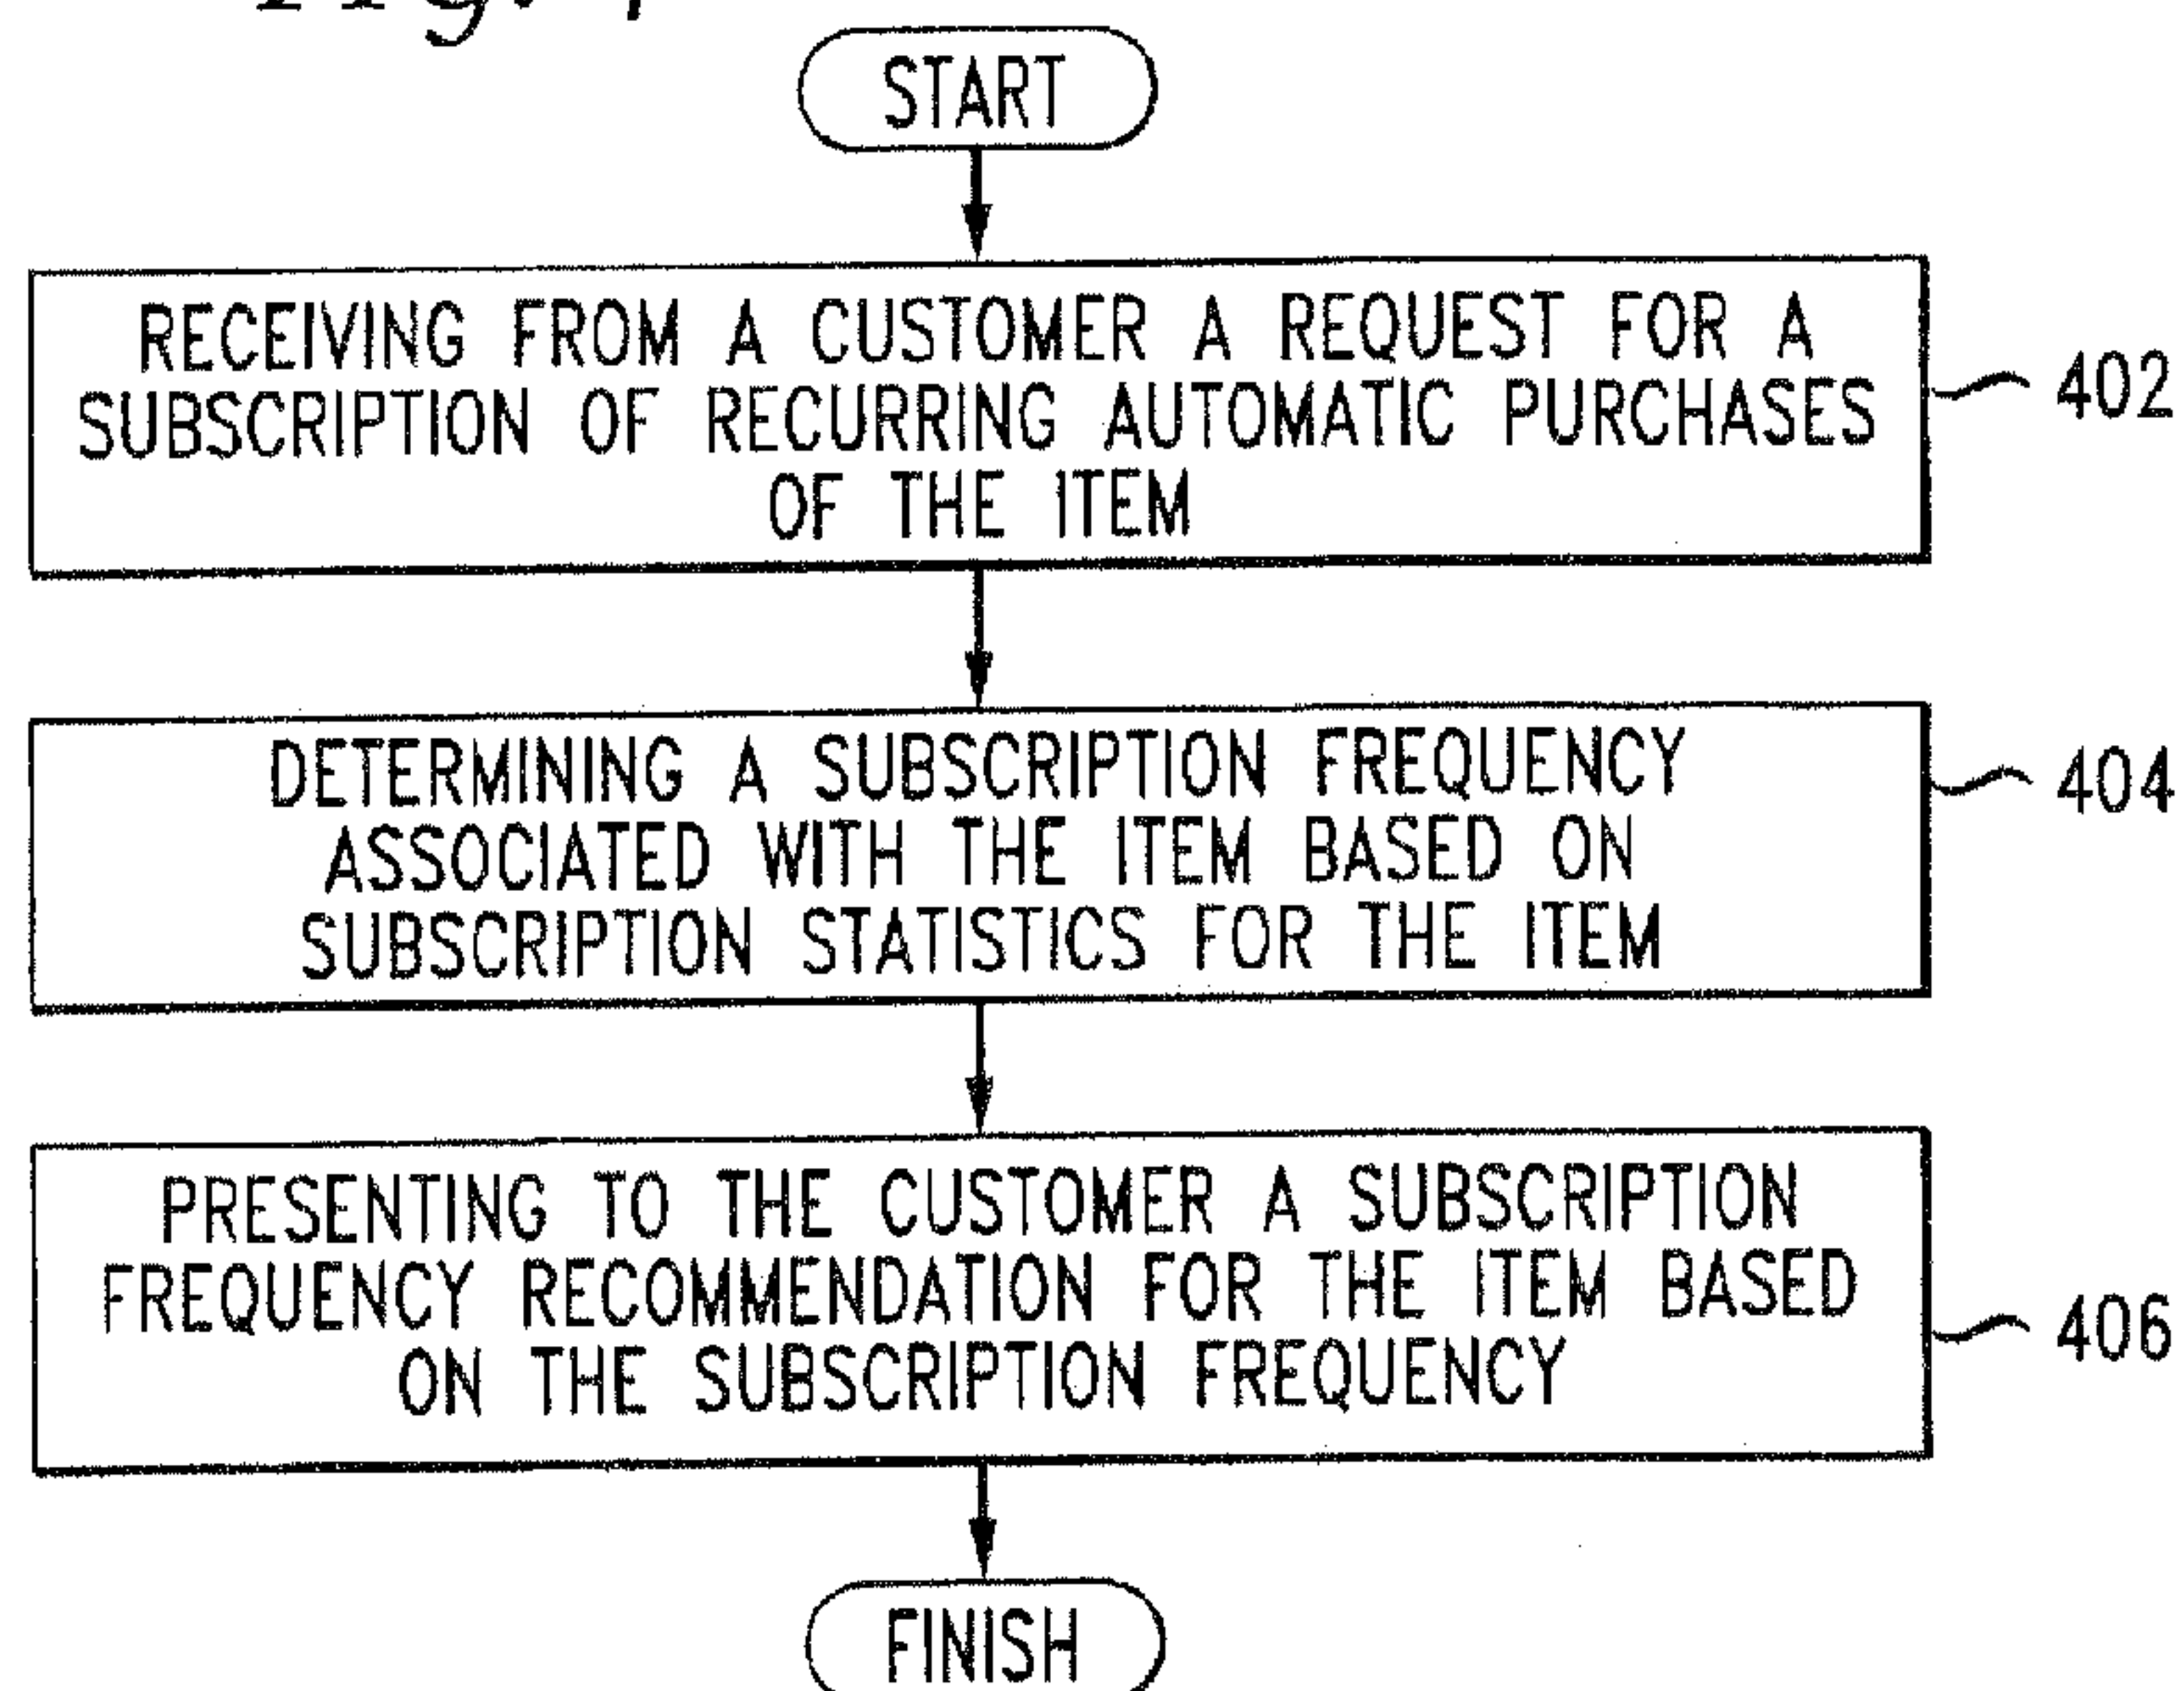 START
RECEIVING FROM A CUSTOMER A REQUEST FOR A
SUBSCRIPTION OF RECURRING AUTOMATIC PURCHASES
OF THE ITEM
402
DETERMINING A SUBSCRIPTION FREQUENCY
ASSOCIATED WITH THE ITEM BASED ON
SUBSCRIPTION STATISTICS FOR THE ITEM
404
PRESENTING TO THE CUSTOMER A SUBSCRIPTION
FREQUENCY RECOMMENDATION FOR THE ITEM BASED
ON THE SUBSCRIPTION FREQUENCY
406
FINISH